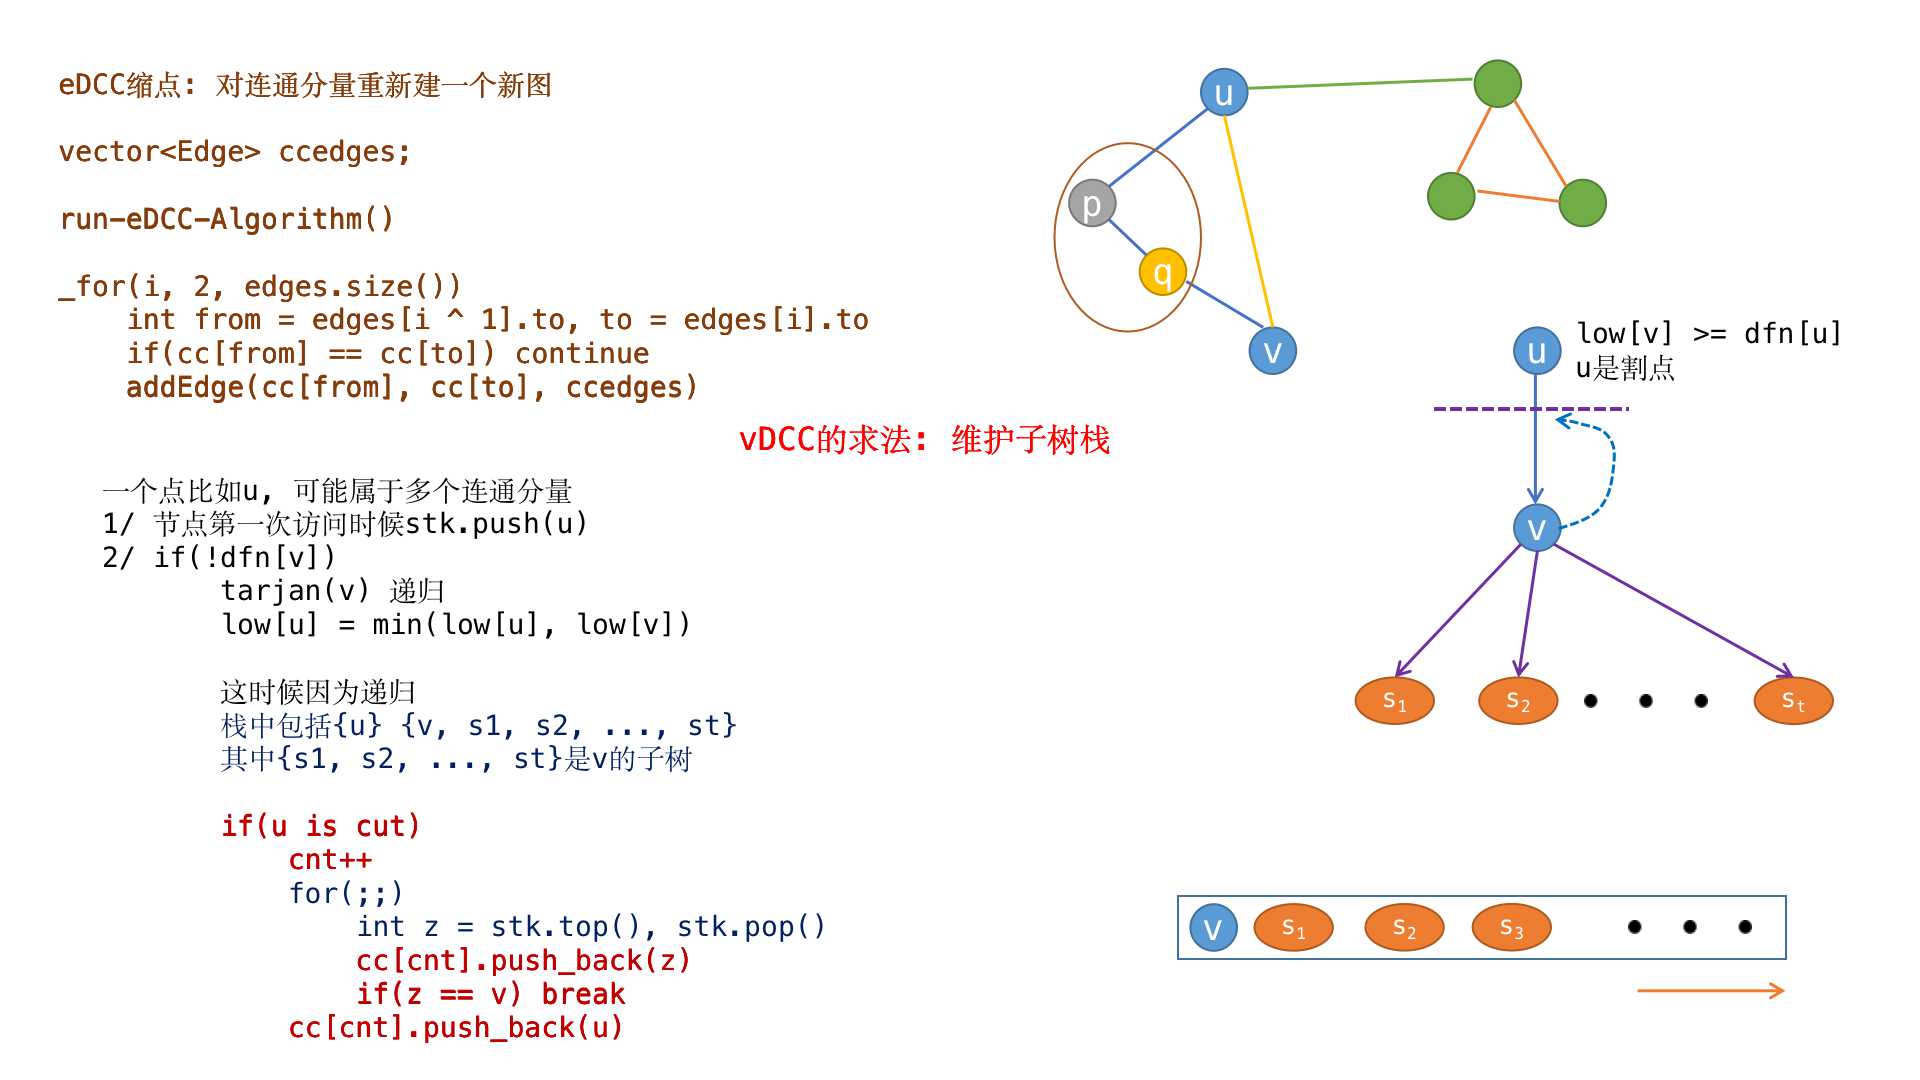 eDCC缩点: 对连通分量重新建一个新图
vector<Edge> ccedges;
run-eDCC-Algorithm()
_for(i, 2, edges.size())
    int from = edges[i ^ 1].to, to = edges[i].to
    if(cc[from] == cc[to]) continue
    addEdge(cc[from], cc[to], ccedges)
u
p
q
v
u
low[v] >= dfn[u]
u是割点
v
s1
s2
st
vDCC的求法: 维护子树栈
一个点比如u, 可能属于多个连通分量
1/ 节点第一次访问时候stk.push(u)
2/ if(!dfn[v])
       tarjan(v) 递归
       low[u] = min(low[u], low[v])
       这时候因为递归
       栈中包括{u} {v, s1, s2, ..., st}
       其中{s1, s2, ..., st}是v的子树
       if(u is cut)
           cnt++
           for(;;)
               int z = stk.top(), stk.pop()
               cc[cnt].push_back(z)
               if(z == v) break
           cc[cnt].push_back(u)
v s1 s2 s3